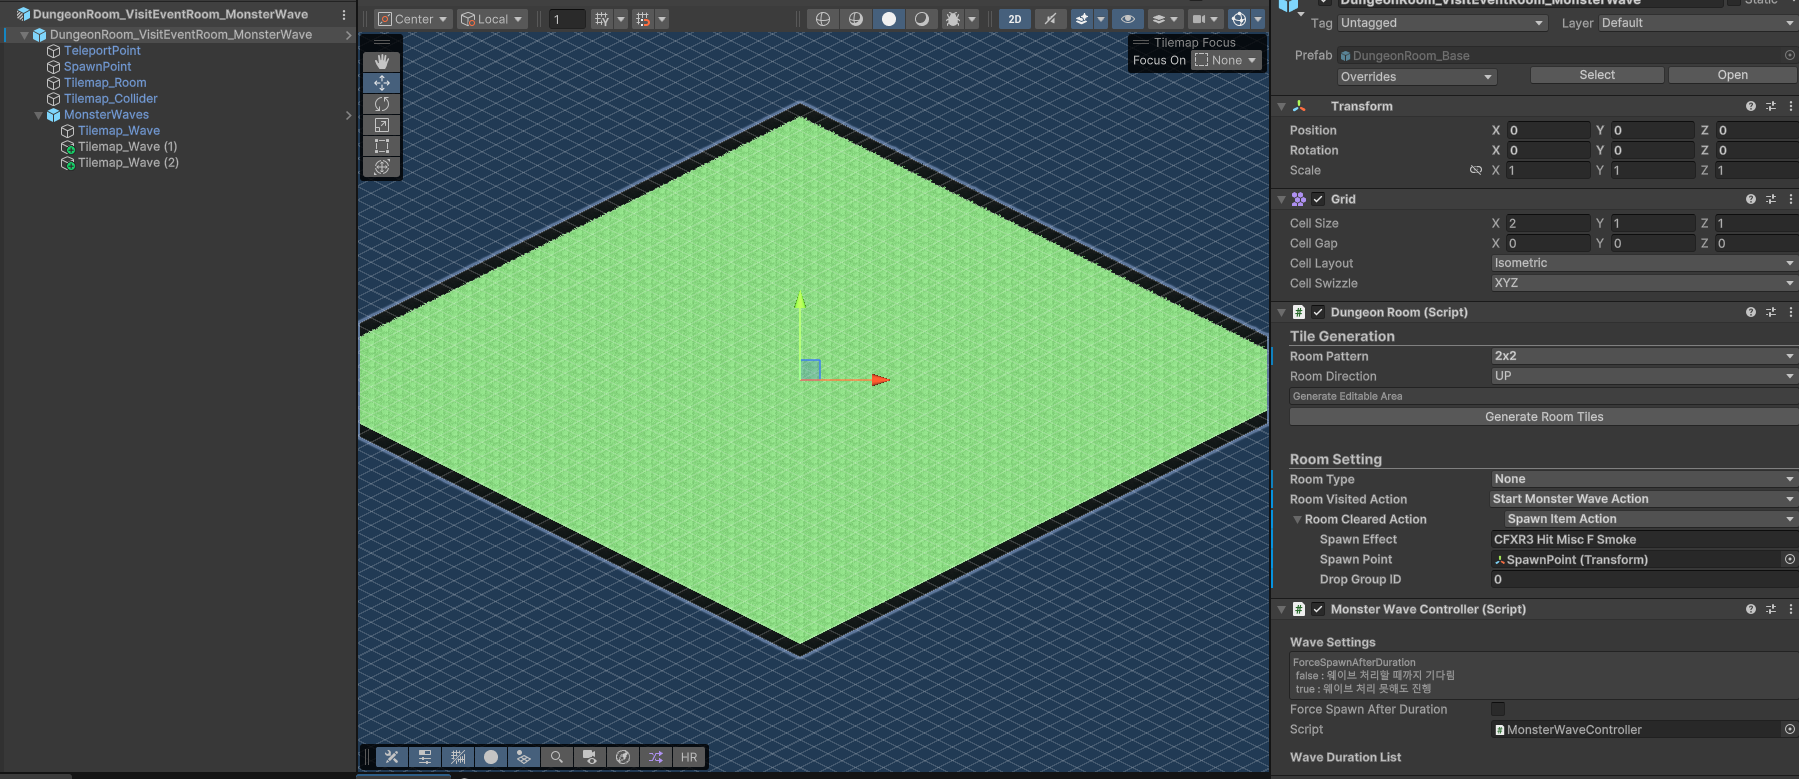 DungeonRoom_VisitEventRoom_MonsterWave
DungeonRoom_VisitEventRoom_MonsterWave
TeleportPoint
SpawnPoint
Tilemap_Room
Tilemap_Collider
MonsterWaves
Tilemap_Wave
Tilemap_Wave (1)
Tilemap_Wave (2)
Center
Local
1
2D
Tilemap Focus
Focus On
None
HR
DungeonRoom_VisitEventRoom_MonsterWave
Static
Tag Untagged Layer Default
Prefab DungeonRoom_Base
Overrides Select Open
Transform
Position X 0 Y 0 Z 0
Rotation X 0 Y 0 Z 0
Scale X 1 Y 1 Z 1
Grid
Cell Size X 2 Y 1 Z 1
Cell Gap X 0 Y 0 Z 0
Cell Layout Isometric
Cell Swizzle XYZ
# Dungeon Room (Script)
Tile Generation
Room Pattern 2x2
Room Direction UP
Generate Editable Area
Generate Room Tiles
Room Setting
Room Type None
Room Visited Action Start Monster Wave Action
Room Cleared Action Spawn Item Action
Spawn Effect CFXR3 Hit Misc F Smoke
Spawn Point SpawnPoint (Transform)
Drop Group ID 0
# Monster Wave Controller (Script)
Wave Settings
ForceSpawnAfterDuration
false : 웨이브 처리할 때까지 기다림
true : 웨이브 처리 못해도 진행
Force Spawn After Duration
Script # MonsterWaveController
Wave Duration List